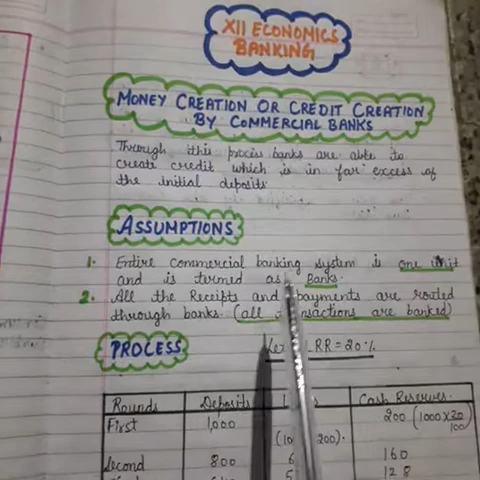 XII ECONOMICS
BANKING
MONEY CREATION OR CREDIT CREATION
BY COMMERCIAL BANKS
Through this process banks are able to
create credit which is in far excess of
the initial deposits
ASSUMPTIONS
1. Entire commercial banking system is one unit
and is termed as Banks.
2. All the Receipts and payments are routed
through banks. (all transactions are banked)
PROCESS
LRR = 20%
Rounds Deposits Cash Reserves.
First 1,000 200 (1000 × 20/100)
200).
Second 800 160
128